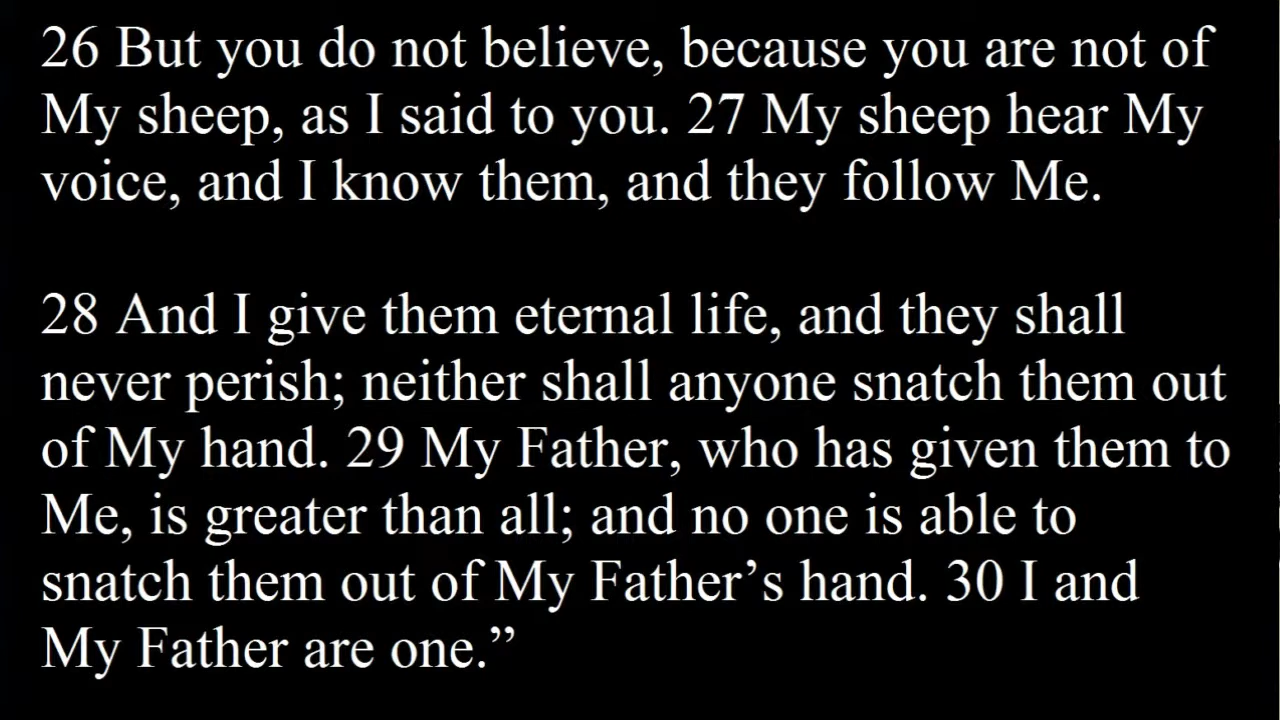 26 But you do not believe, because you are not of
My sheep, as I said to you. 27 My sheep hear My
voice, and I know them, and they follow Me.
28 And I give them eternal life, and they shall
never perish; neither shall anyone snatch them out
of My hand. 29 My Father, who has given them to
Me, is greater than all; and no one is able to
snatch them out of My Father’s hand. 30 I and
My Father are one.”